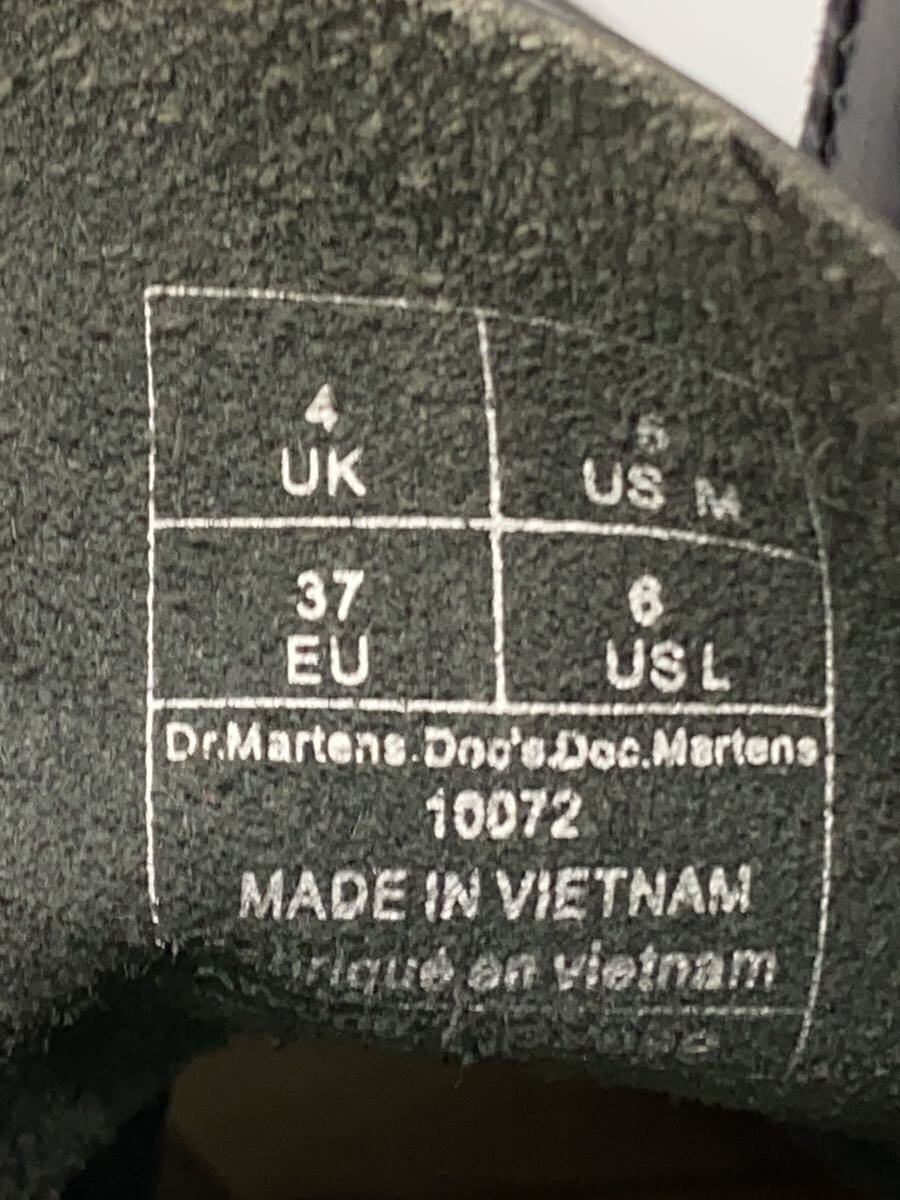 4
UK
5
US M
37
EU
6
US L
Dr.Martens.Doc's.Doc.Martens
10072
MADE IN VIETNAM
en vietnam